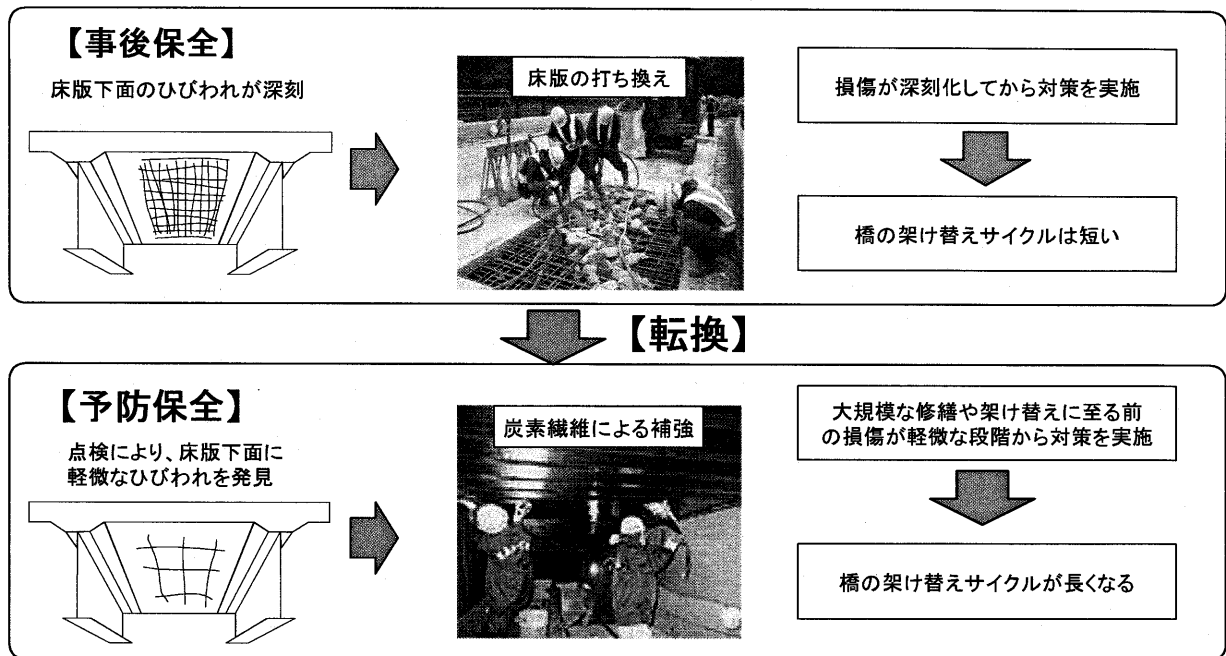 【事後保全】
床版下面のひびわれが深刻
床版の打ち換え
損傷が深刻化してから対策を実施
橋の架け替えサイクルは短い
【転換】
【予防保全】
点検により、床版下面に
軽微なひびわれを発見
炭素繊維による補強
大規模な修繕や架け替えに至る前
の損傷が軽微な段階から対策を実施
橋の架け替えサイクルが長くなる